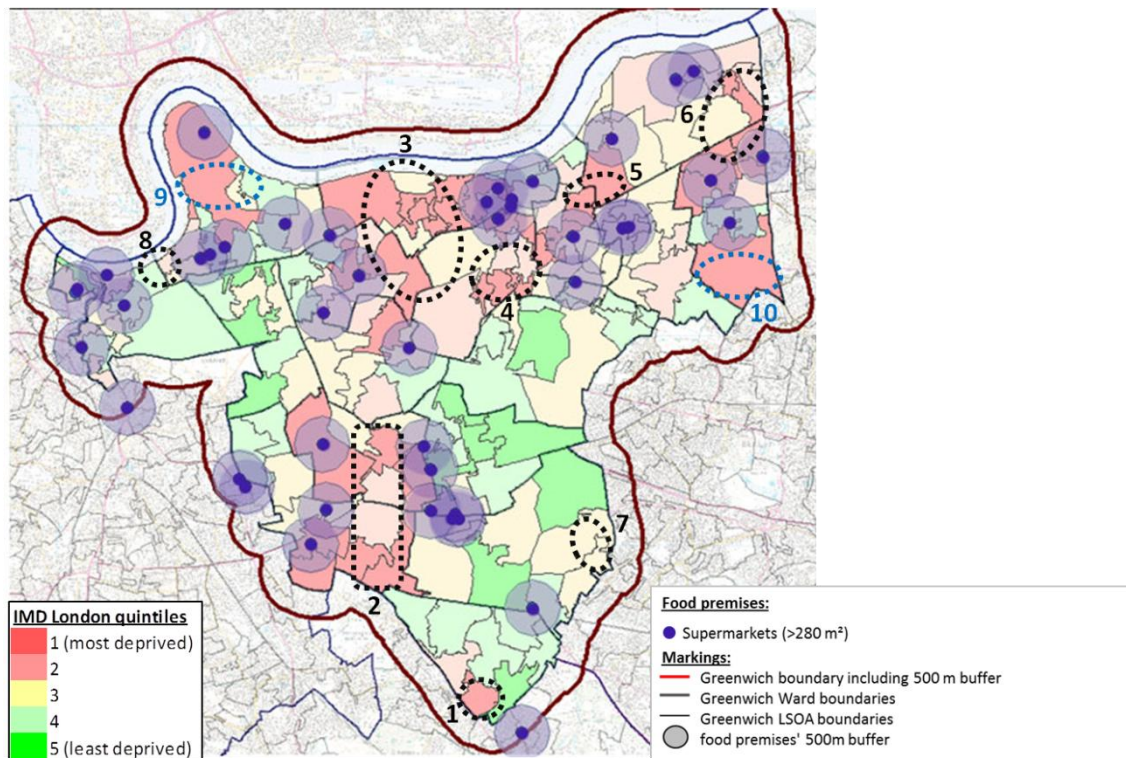 6
3
9
5
8
4
10
7
2
1
IMD London quintiles
1 (most deprived)
2
3
4
5 (least deprived)
Food premises:
Supermarkets (>280 m²)
Markings:
Greenwich boundary including 500 m buffer
Greenwich Ward boundaries
Greenwich LSOA boundaries
food premises' 500m buffer